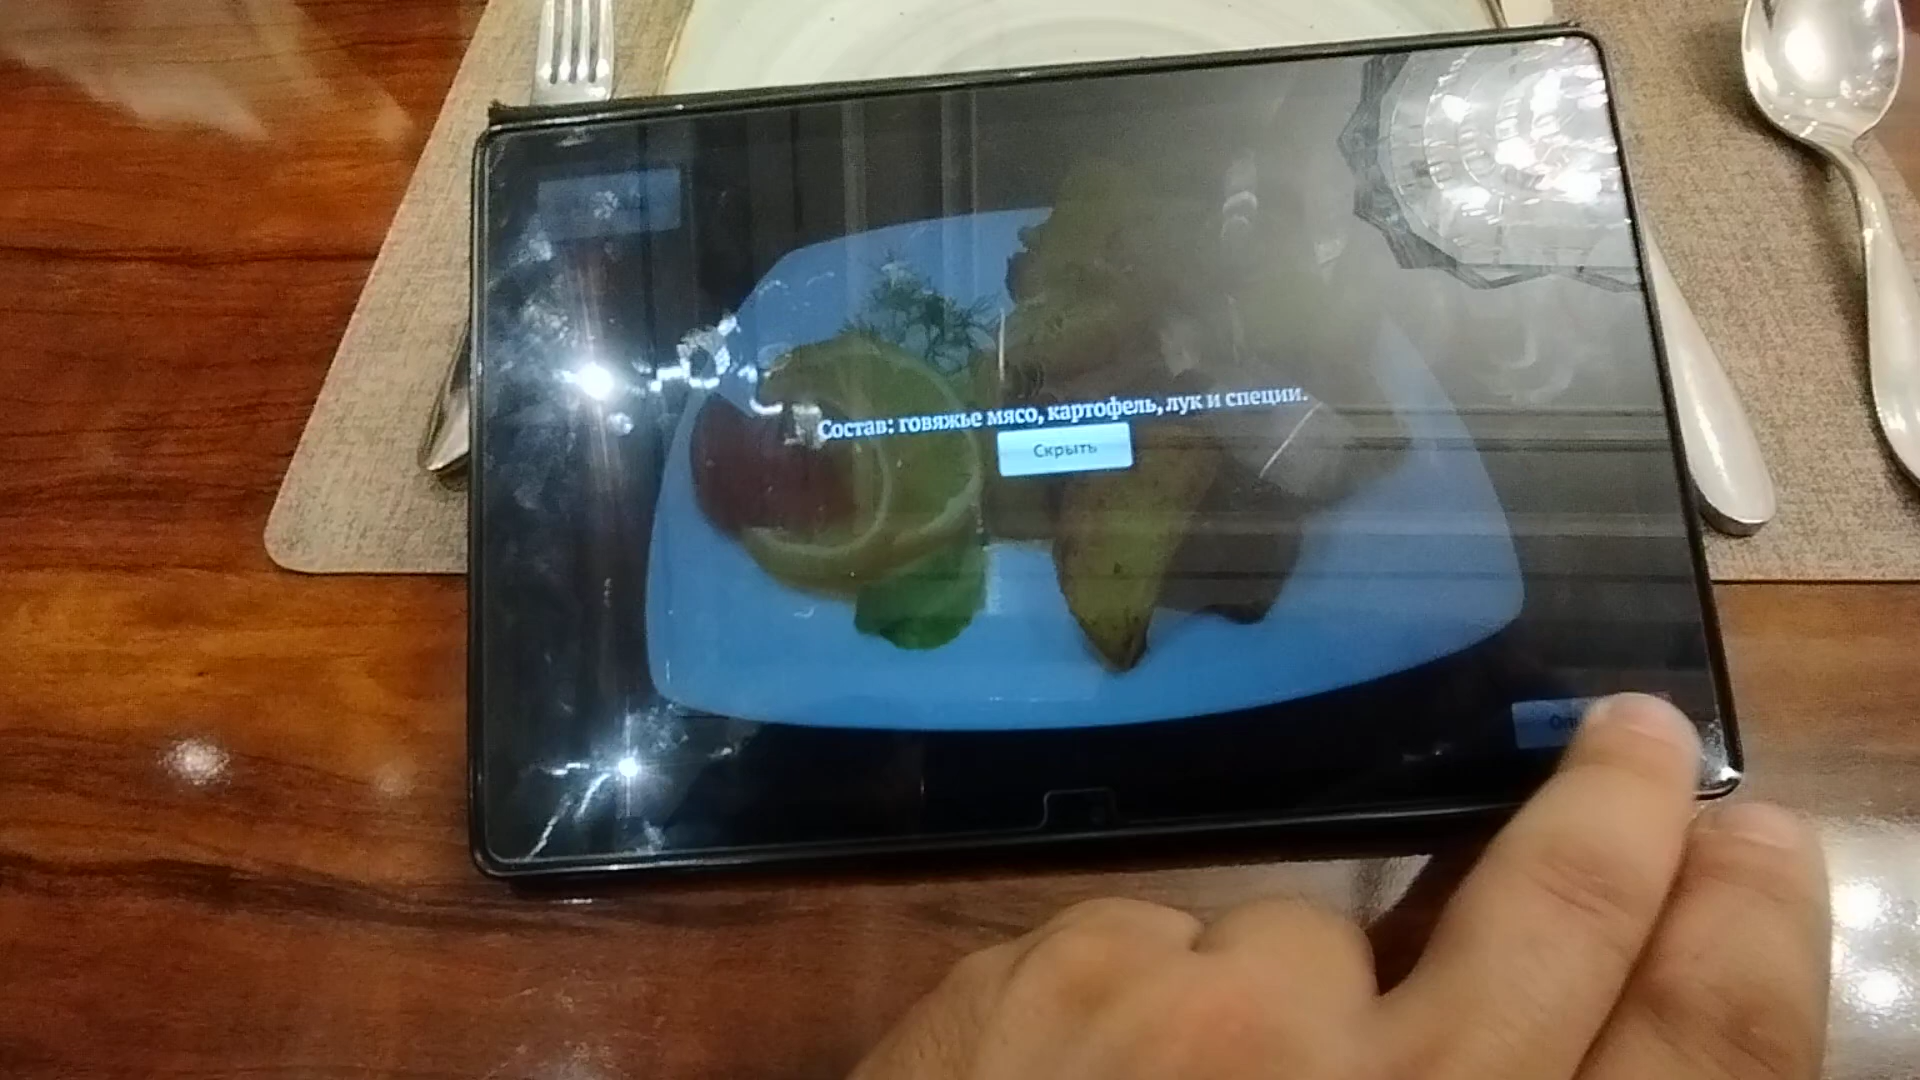 Состав: говяжье мясо, картофель, лук и специи.
Скрыть